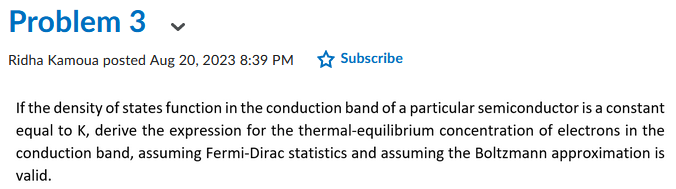 Problem 3
Ridha Kamoua posted Aug 20, 2023 8:39 PM Subscribe
If the density of states function in the conduction band of a particular semiconductor is a constant
equal to K, derive the expression for the thermal-equilibrium concentration of electrons in the
conduction band, assuming Fermi-Dirac statistics and assuming the Boltzmann approximation is
valid.